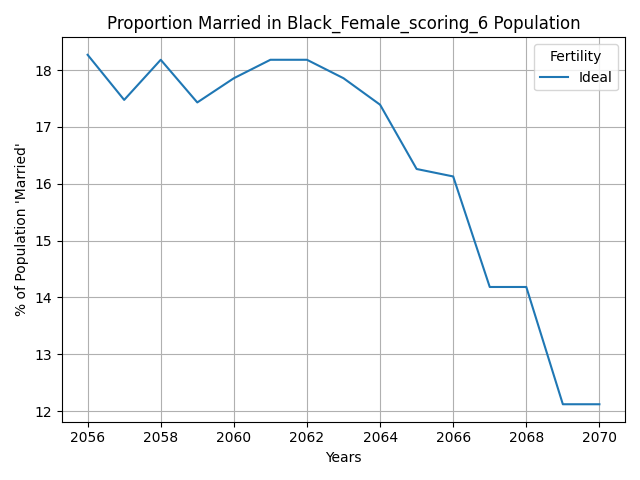 Proportion Married in Black_Female_scoring_6 Population
Fertility
Ideal
% of Population 'Married'
18
17
16
15
14
13
12
2056 2058 2060 2062 2064 2066 2068 2070
Years